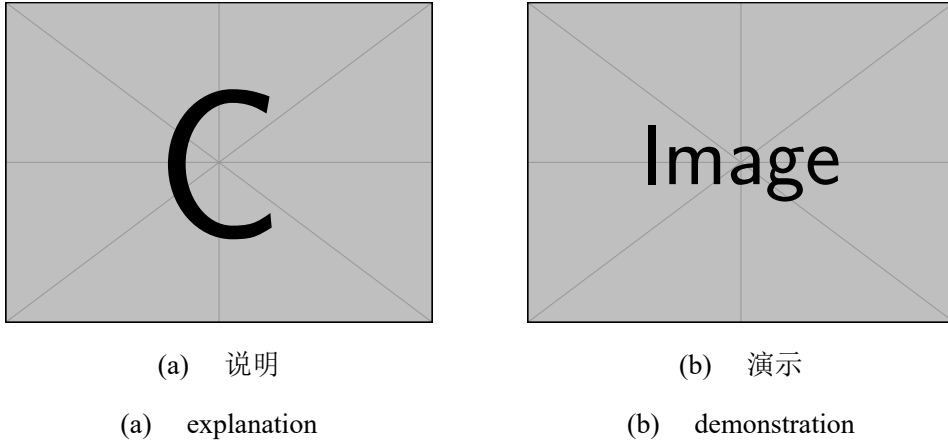 C
Image
(a) 说明
(b) 演示
(a) explanation
(b) demonstration